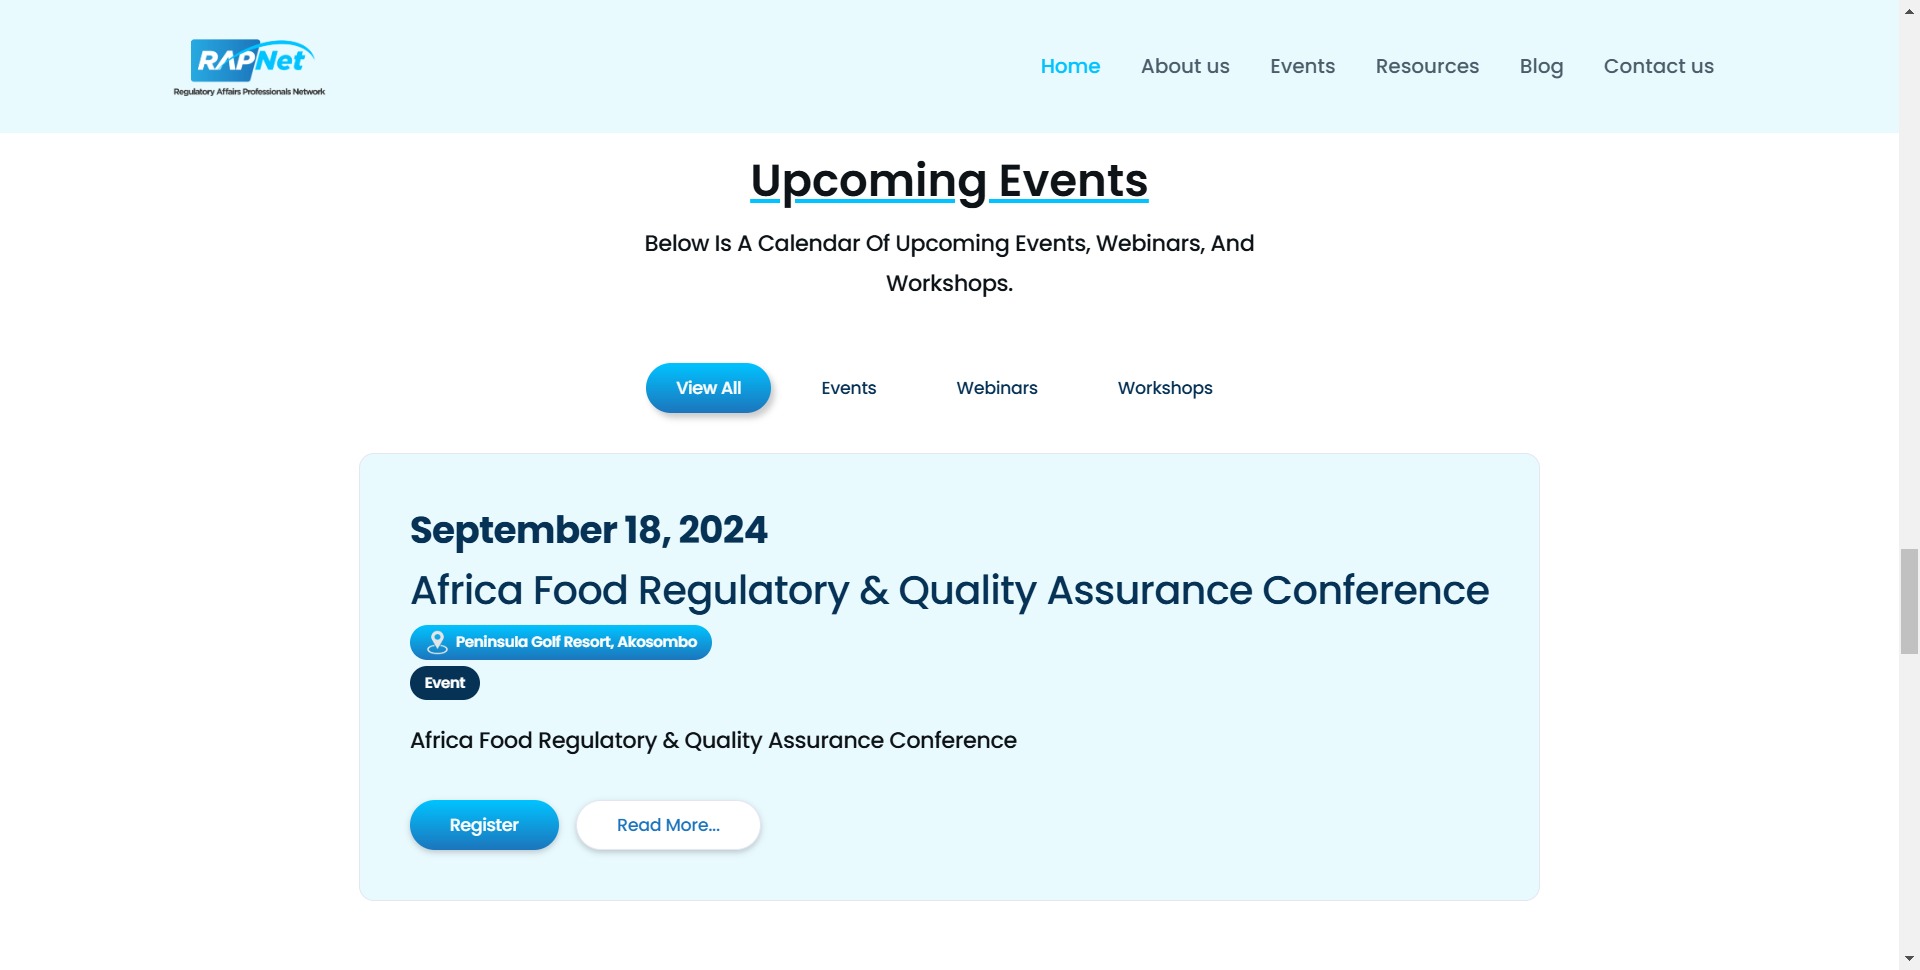 RAPNet
Regulatory Affairs Professionals Network
Home
About us
Events
Resources
Blog
Contact us
Upcoming Events
Below Is A Calendar Of Upcoming Events, Webinars, And
Workshops.
View All
Events
Webinars
Workshops
September 18, 2024
Africa Food Regulatory & Quality Assurance Conference
Peninsula Golf Resort, Akosombo
Event
Africa Food Regulatory & Quality Assurance Conference
Register
Read More...